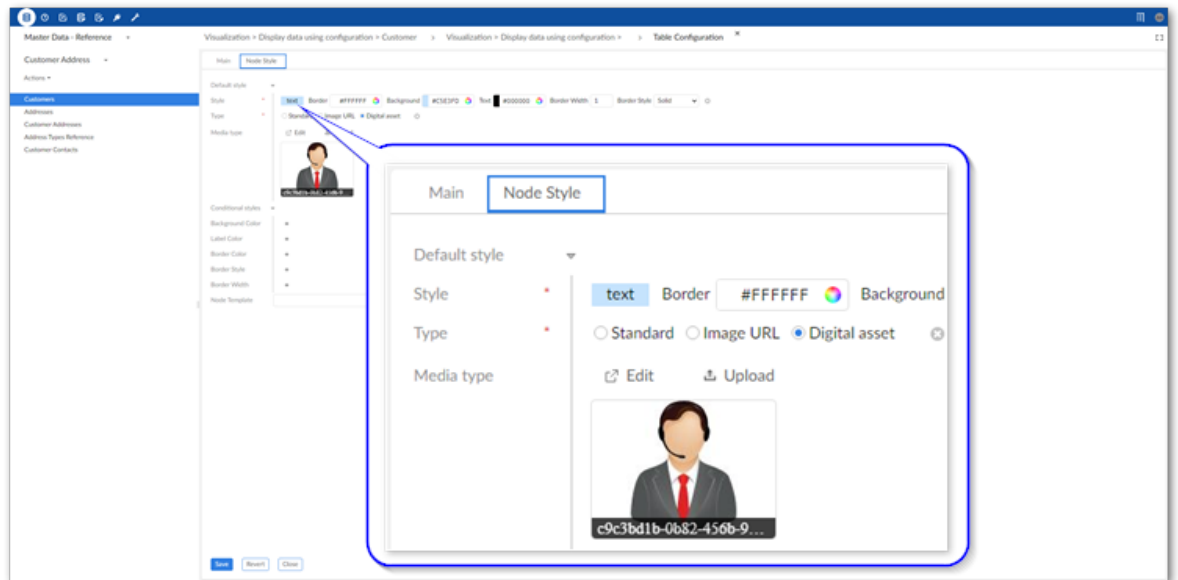 Master Data - Reference
Visualization > Display data using configuration > Customer > Visualization > Display data using configuration > > Table Configuration ×
Customer Address
Actions
Customers
Addresses
Customer Addresses
Address Types Reference
Customer Contacts
Main Node Style
Default style
Style * text Border #FFFFFF Background #C5E3FD Text #000000 Border Width 1 Border Style Solid
Type * Standard Image URL Digital asset
Media type Edit
c9c3bd1b-0b82-456b-9
Conditional styles
Background Color
Label Color
Border Color
Border Style
Border Width
Node Template
Save Revert Close
Main Node Style
Default style
Style * text Border #FFFFFF Background
Type * Standard Image URL Digital asset
Media type Edit Upload
c9c3bd1b-0b82-456b-9...